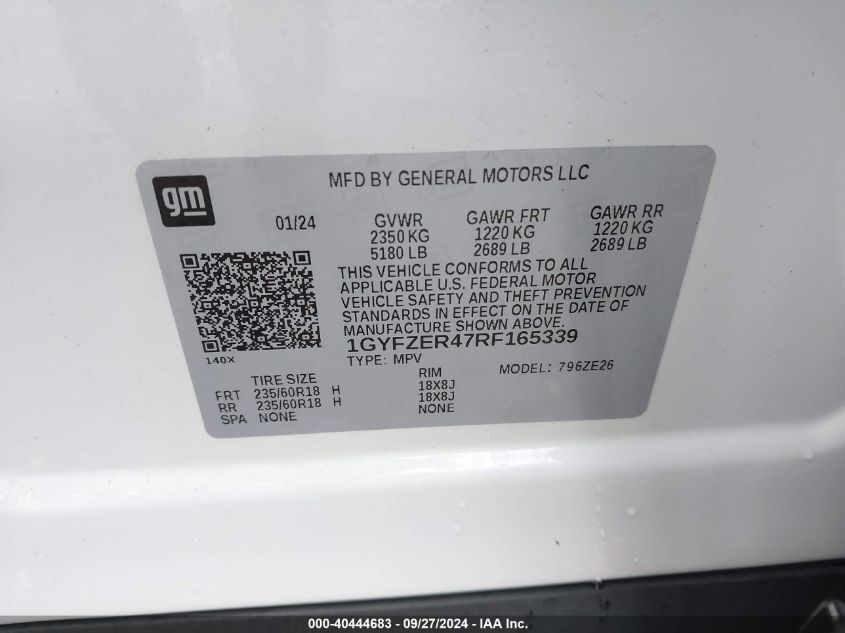 gm
MFD BY GENERAL MOTORS LLC
01/24
GVWR GAWR FRT GAWR RR
2350 KG 1220 KG 1220 KG
5180 LB 2689 LB 2689 LB
THIS VEHICLE CONFORMS TO ALL
APPLICABLE U.S. FEDERAL MOTOR
VEHICLE SAFETY AND THEFT PREVENTION
STANDARDS IN EFFECT ON THE DATE OF
MANUFACTURE SHOWN ABOVE.
140X
1GYFZER47RF165339
TYPE: MPV MODEL: 796ZE26
TIRE SIZE RIM
FRT 235/60R18 H 18X8J
RR 235/60R18 H 18X8J
SPA NONE NONE
000-40444683 - 09/27/2024 - IAA Inc.